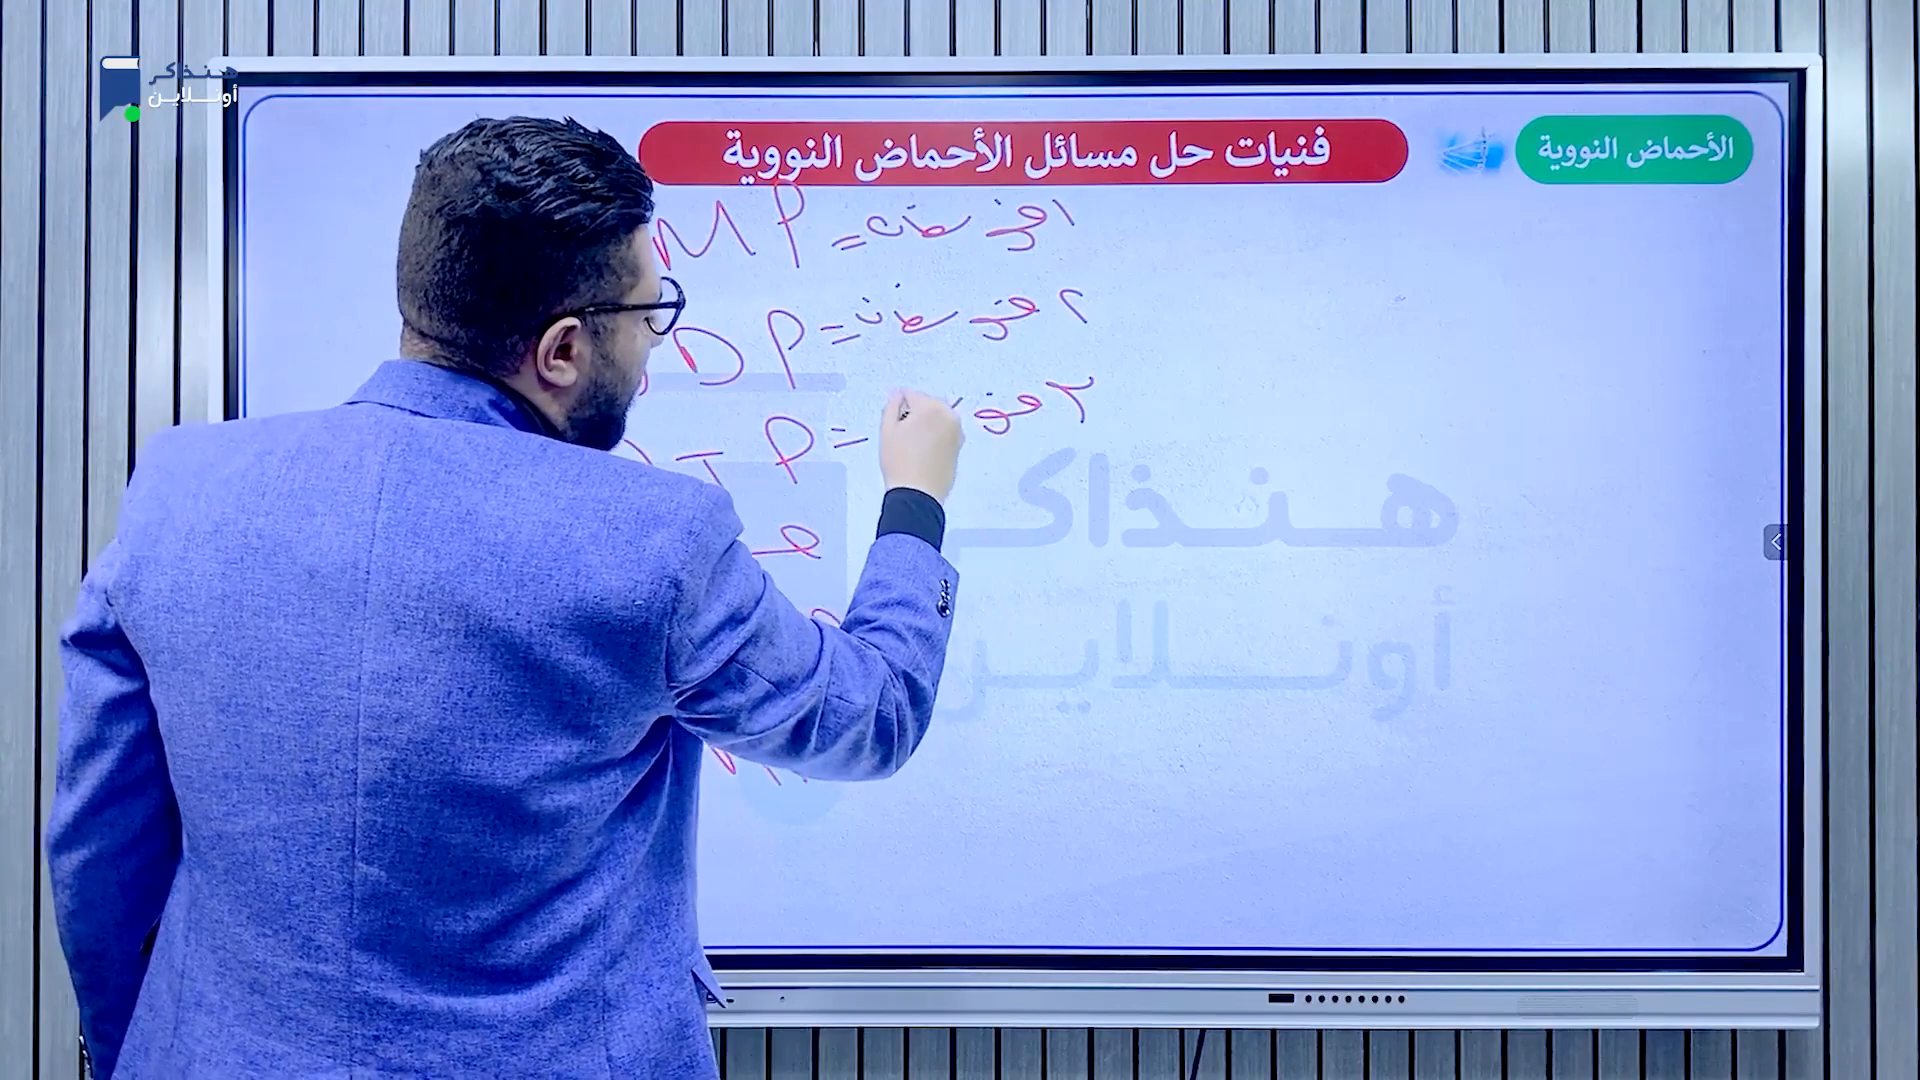 هنذاكر
أونلاين
الأحماض النووية
فنيات حل مسائل الأحماض النووية
MP = ١ فوسفات
DP = ٢ فوسفات
TP = ٣ فو
هنذاكر
أونلاين